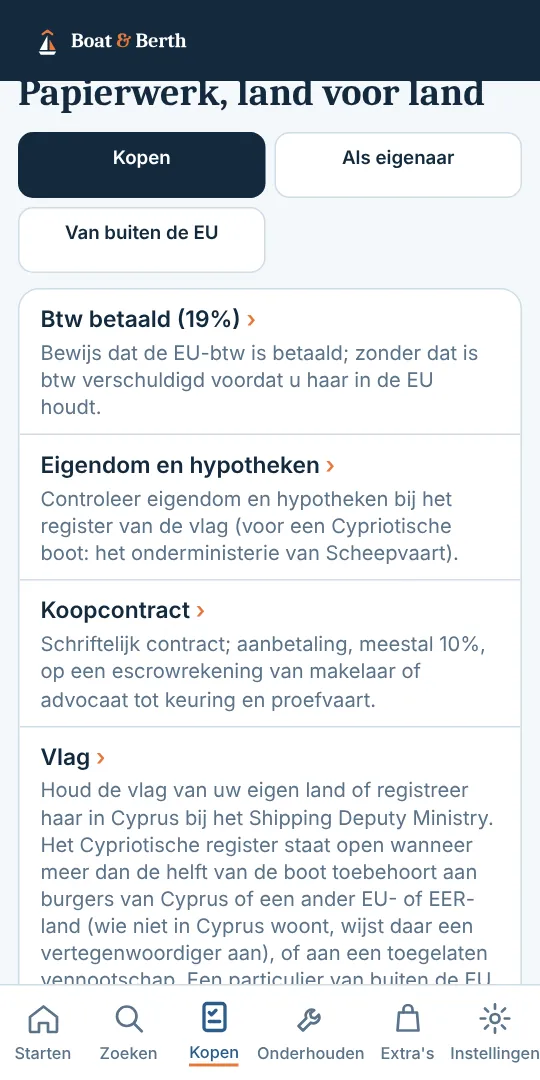 Boat & Berth
Papierwerk, land voor land
Kopen
Als eigenaar
Van buiten de EU
Btw betaald (19%) ›
Bewijs dat de EU-btw is betaald; zonder dat is
btw verschuldigd voordat u haar in de EU
houdt.
Eigendom en hypotheken ›
Controleer eigendom en hypotheken bij het
register van de vlag (voor een Cypriotische
boot: het onderministerie van Scheepvaart).
Koopcontract ›
Schriftelijk contract; aanbetaling, meestal 10%,
op een escrowrekening van makelaar of
advocaat tot keuring en proefvaart.
Vlag ›
Houd de vlag van uw eigen land of registreer
haar in Cyprus bij het Shipping Deputy Ministry.
Het Cypriotische register staat open wanneer
meer dan de helft van de boot toebehoort aan
burgers van Cyprus of een ander EU- of EER-
land (wie niet in Cyprus woont, wijst daar een
vertegenwoordiger aan), of aan een toegelaten
vennootschap. Een particulier van buiten de EU
Starten
Zoeken
Kopen
Onderhouden
Extra's
Instellingen